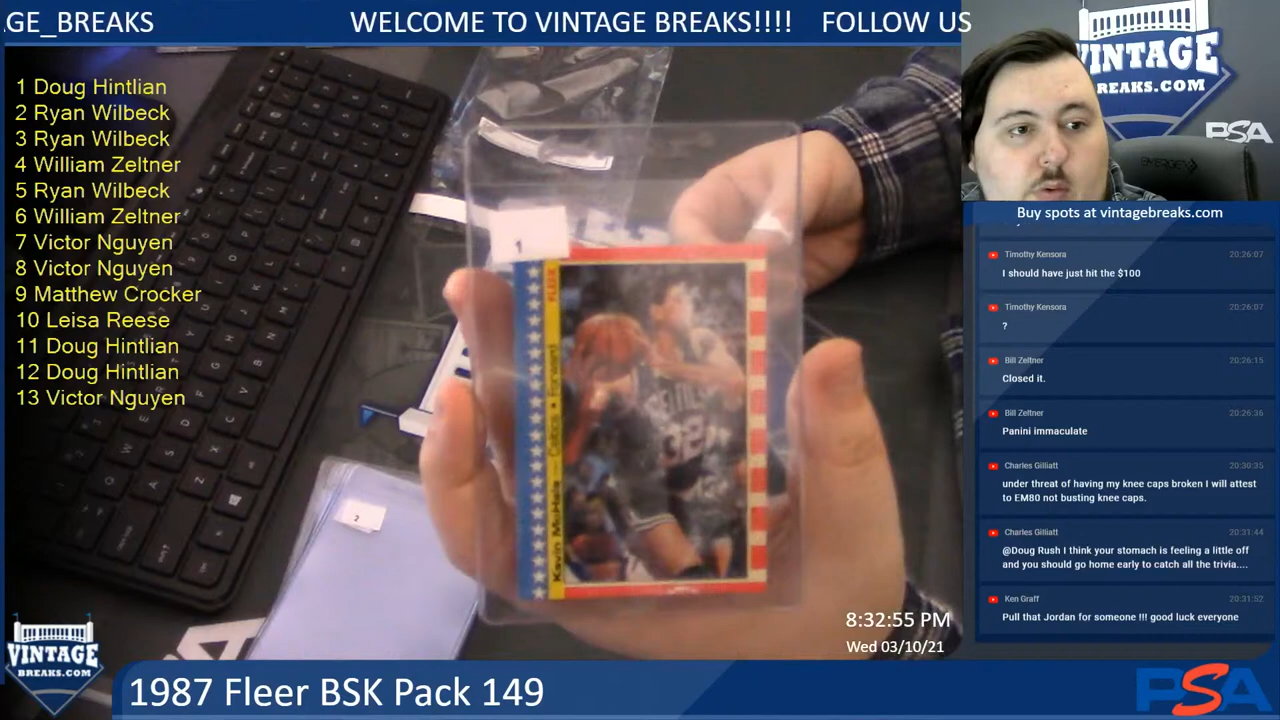 GE_BREAKS WELCOME TO VINTAGE BREAKS!!!! FOLLOW US
1 Doug Hintlian
2 Ryan Wilbeck
3 Ryan Wilbeck
4 William Zeltner
5 Ryan Wilbeck
6 William Zeltner
7 Victor Nguyen
8 Victor Nguyen
9 Matthew Crocker
10 Leisa Reese
11 Doug Hintlian
12 Doug Hintlian
13 Victor Nguyen
1
FLEER
Kevin McHale — Celtics • Forward
CELTICS
32
2
VINTAGE
BREAKS.COM
PSA
Buy spots at vintagebreaks.com
Timothy Kensora 20:26:07
I should have just hit the $100
Timothy Kensora 20:26:07
?
Bill Zeltner 20:26:15
Closed it.
Bill Zeltner 20:26:36
Panini immaculate
Charles Gilliatt 20:30:35
under threat of having my knee caps broken I will attest
to EM80 not busting knee caps.
Charles Gilliatt 20:31:44
@Doug Rush I think your stomach is feeling a little off
and you should go home early to catch all the trivia....
Ken Graff 20:31:52
Pull that Jordan for someone !!! good luck everyone
8:32:55 PM
Wed 03/10/21
VINTAGE
BREAKS.COM
1987 Fleer BSK Pack 149
PSA